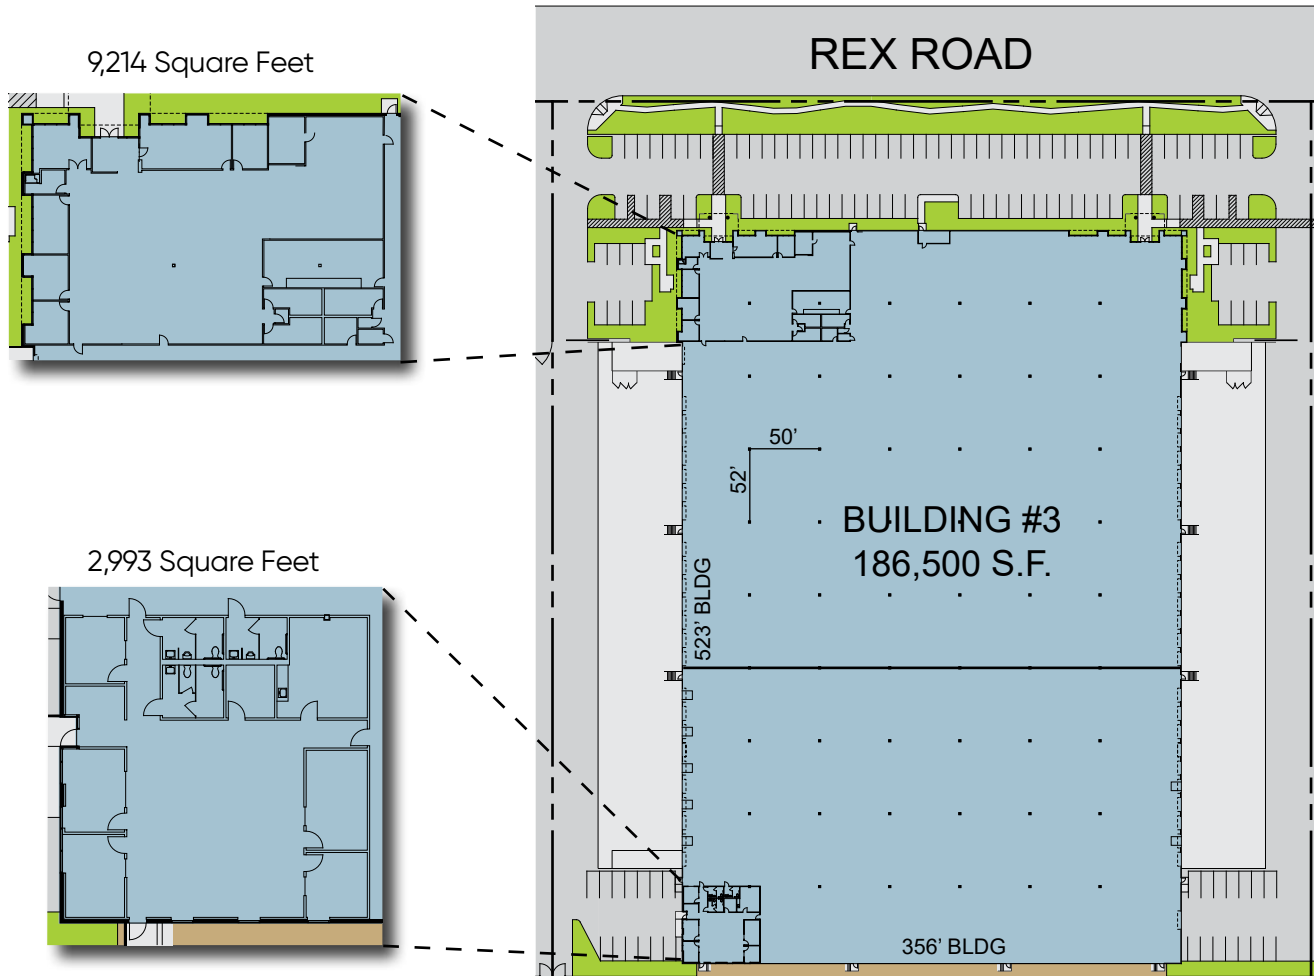 9,214 Square Feet
REX ROAD
50'
52'
BUILDING #3
186,500 S.F.
523' BLDG
2,993 Square Feet
356' BLDG